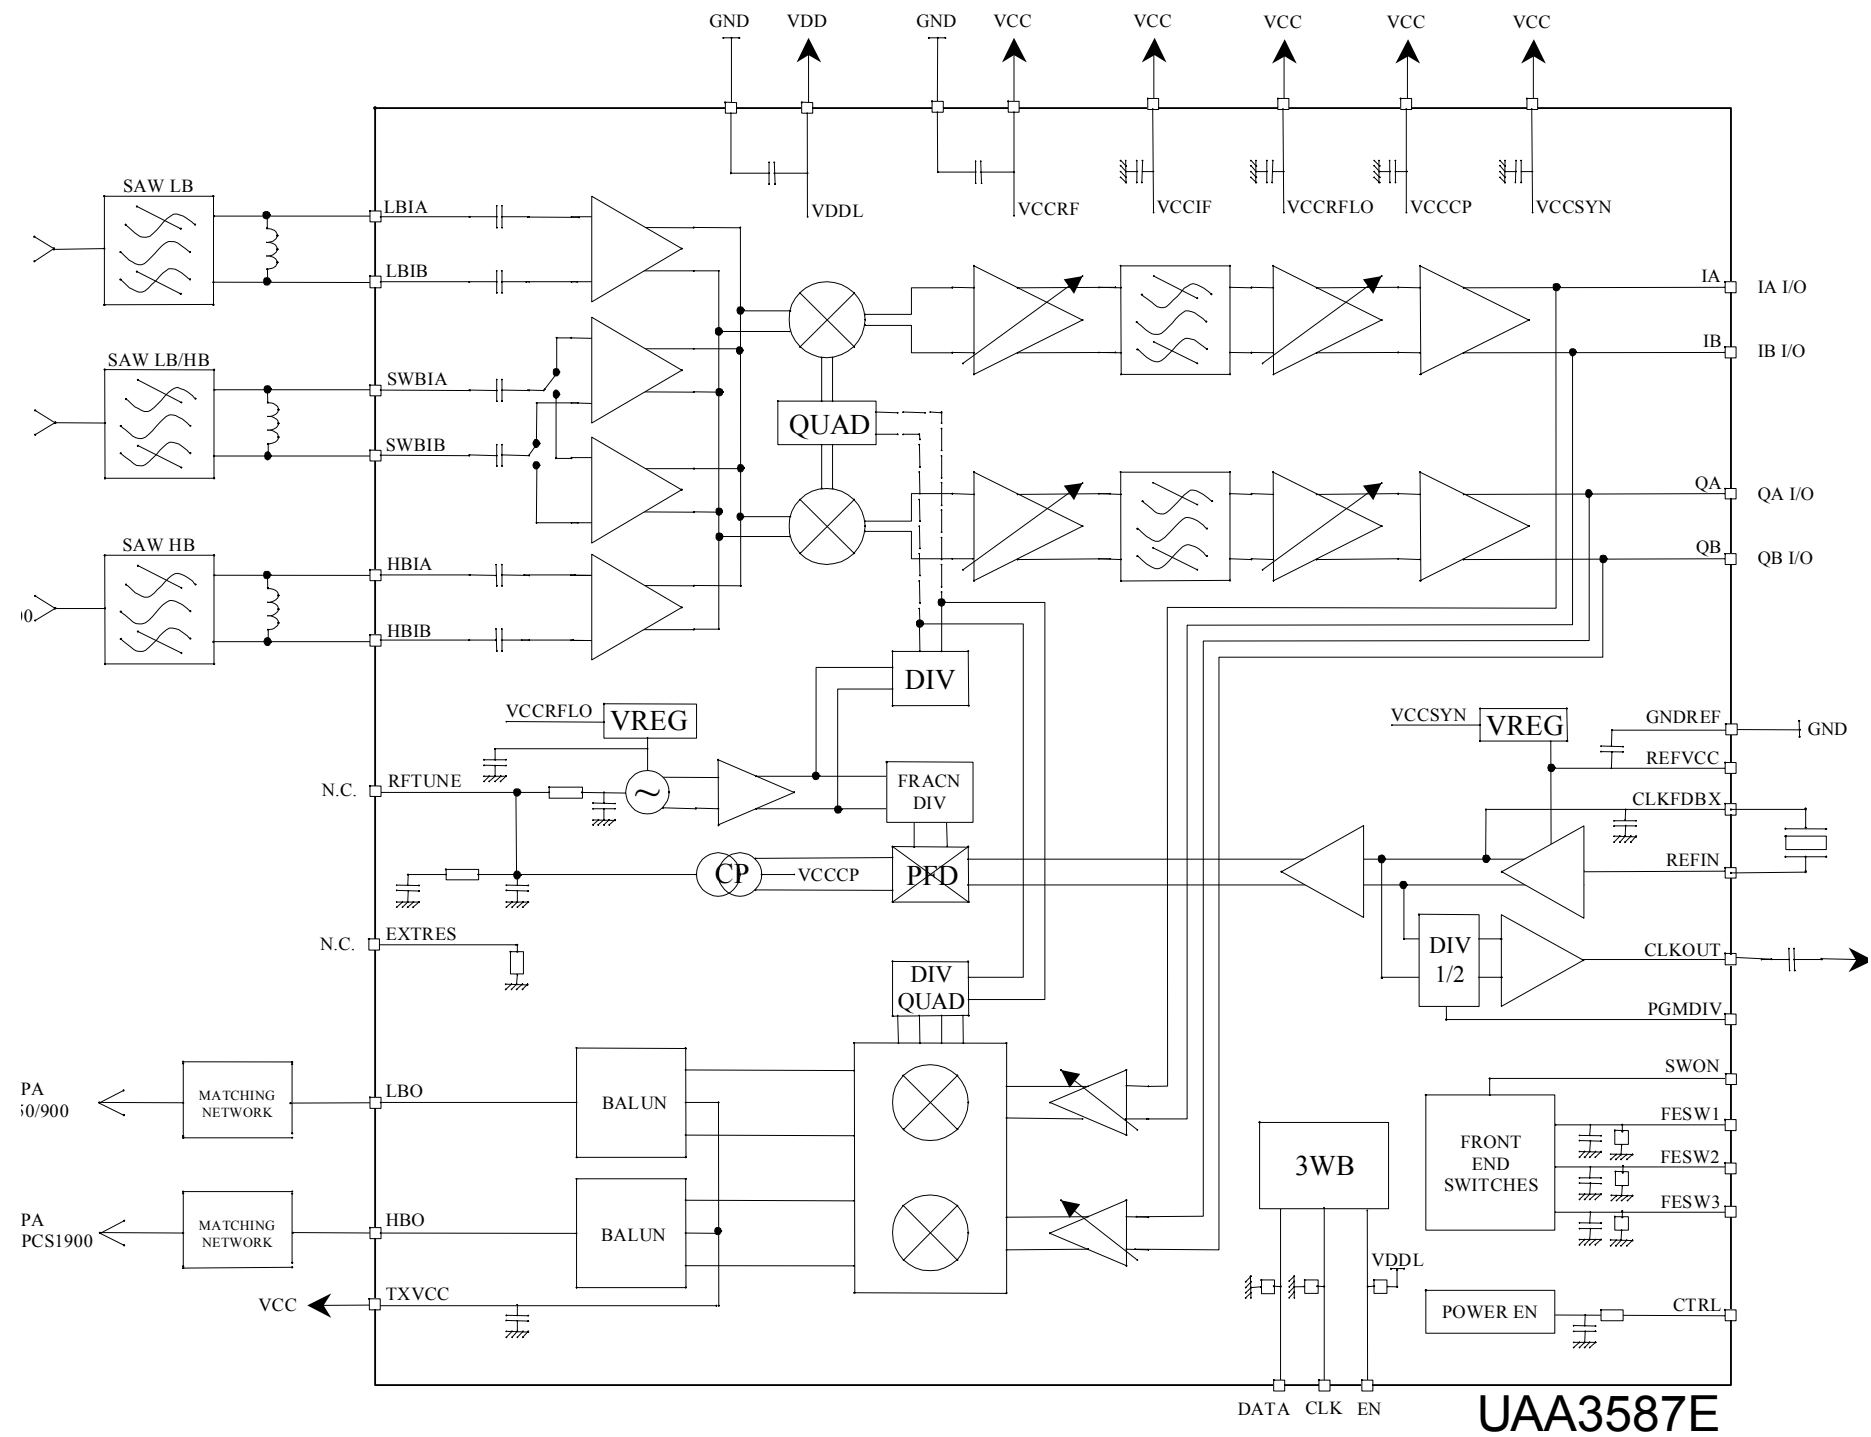 GND VDD GND VCC VCC VCC VCC VCC
SAW LB
LBIA VDDL VCCRF VCCIF VCCRFLO VCCCP VCCSYN
LBIB IA IA I/O
SAW LB/HB IB IB I/O
SWBIA
QUAD
SWBIB
QA QA I/O
SAW HB QB QB I/O
HBIA
HBIB
DIV
VCCRFLO VREG VCCSYN VREG GNDREF GND
REFVCC
N.C. RFTUNE ~ FRACN
DIV CLKFDBX
CP VCCCP PFD REFIN
N.C. EXTRES
DIV
1/2 CLKOUT
DIV
QUAD
PGMDIV
SWON
PA
50/900
MATCHING
NETWORK
LBO BALUN
3WB
FRONT
END
SWITCHES
FESW1
FESW2
FESW3
PA
PCS1900
MATCHING
NETWORK
HBO BALUN
VDDL
VCC TXVCC
POWER EN CTRL
DATA CLK EN
UAA3587E